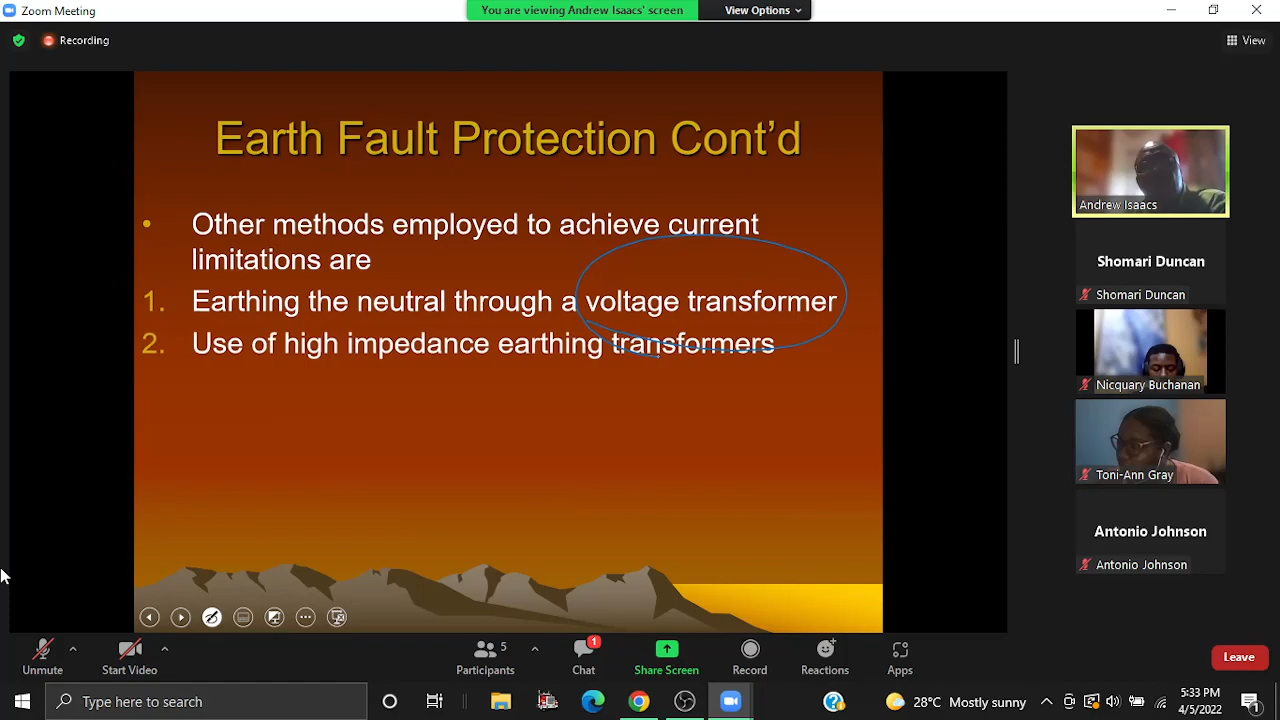 Zoom Meeting
You are viewing Andrew Isaacs' screen
View Options
Recording
View
Earth Fault Protection Cont'd
• Other methods employed to achieve current
limitations are
1. Earthing the neutral through a voltage transformer
2. Use of high impedance earthing transformers
Andrew Isaacs
Shomari Duncan
Shomari Duncan
Nicquary Buchanan
Toni-Ann Gray
Antonio Johnson
Antonio Johnson
Unmute
Start Video
Participants 5
Chat 1
Share Screen
Record
Reactions
Apps
Leave
Type here to search
28°C Mostly sunny
5:33 PM
4/5/2022
1